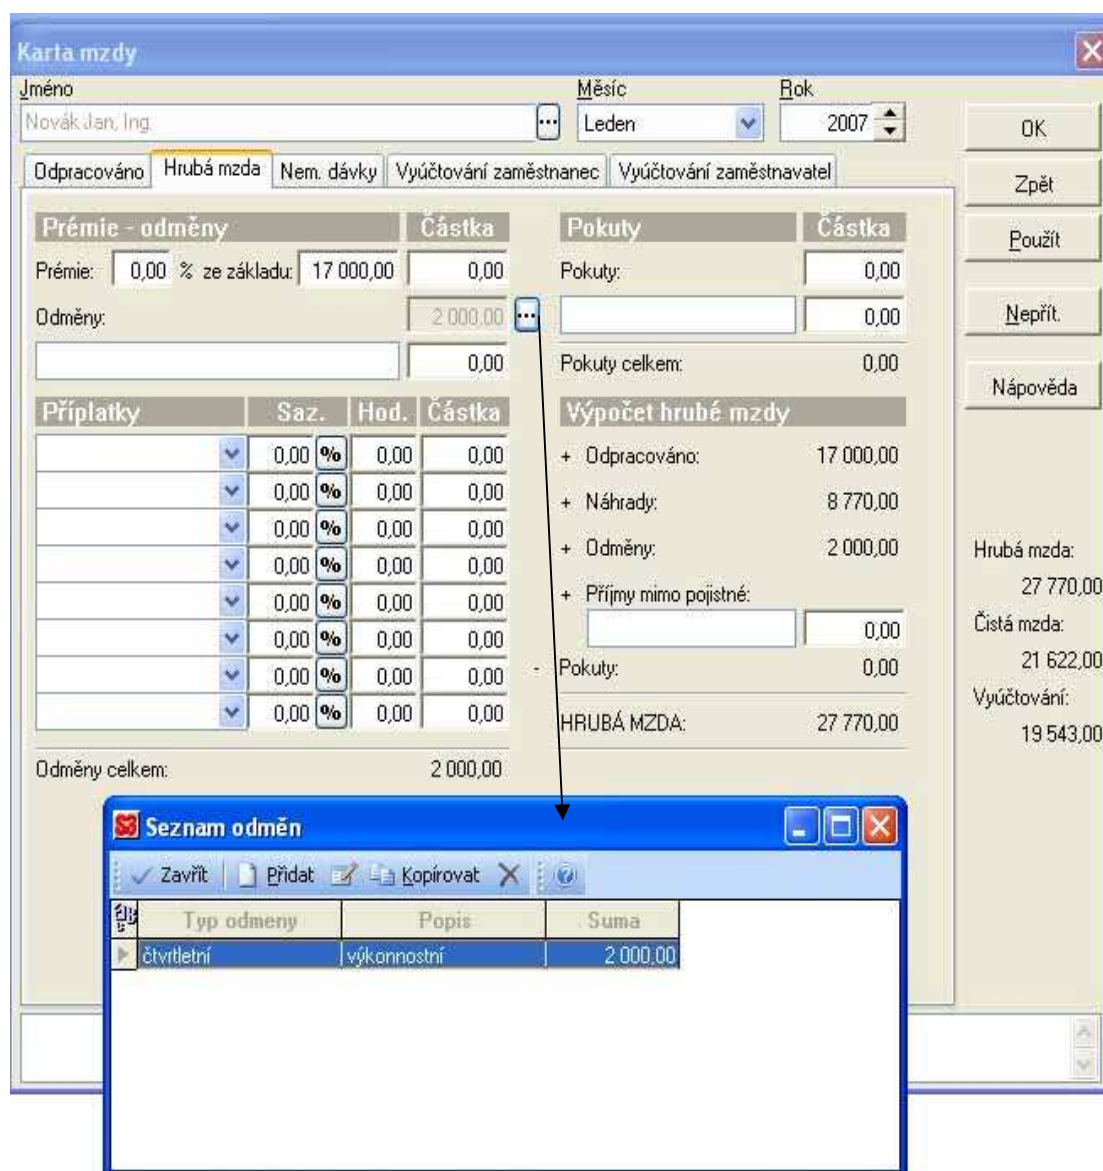 Karta mzdy
Jméno Měsíc Rok
Novák Jan, Ing. ... Leden 2007 OK
Odpracováno Hrubá mzda Nem. dávky Vyúčtování zaměstnanec Vyúčtování zaměstnavatel
Zpět
Prémie - odměny Částka Pokuty Částka
Použít
Prémie: 0,00 % ze základu: 17 000,00 0,00 Pokuty: 0,00
Odměny: 2 000,00 ... 0,00 Nepřít.
0,00 Pokuty celkem: 0,00
Nápověda
Příplatky Saz. Hod. Částka Výpočet hrubé mzdy
0,00 % 0,00 0,00 + Odpracováno: 17 000,00
0,00 % 0,00 0,00 + Náhrady: 8 770,00
0,00 % 0,00 0,00
0,00 % 0,00 0,00 + Odměny: 2 000,00 Hrubá mzda:
0,00 % 0,00 0,00 + Příjmy mimo pojistné: 27 770,00
0,00 % 0,00 0,00 0,00 Čistá mzda:
0,00 % 0,00 0,00 - Pokuty: 0,00 21 622,00
0,00 % 0,00 0,00 HRUBÁ MZDA: 27 770,00 Vyúčtování:
19 543,00
Odměny celkem: 2 000,00
S3 Seznam odměn
Zavřít Přidat Kopírovat
Typ odmeny Popis Suma
čtvrtletní výkonnostní 2 000,00